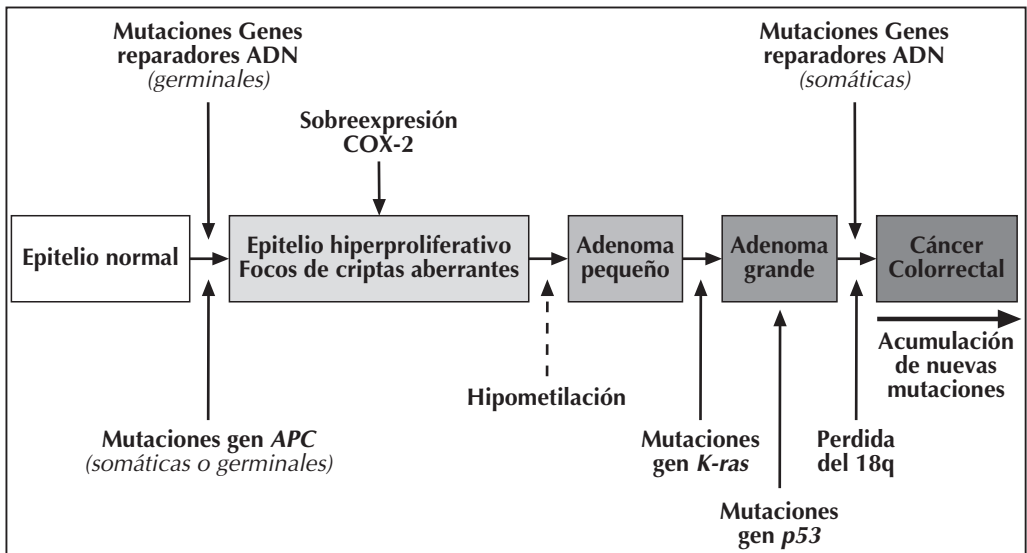 Mutaciones Genes
reparadores ADN
(germinales)
Mutaciones Genes
reparadores ADN
(somáticas)
Sobreexpresión
COX-2
Epitelio normal
Epitelio hiperproliferativo
Focos de criptas aberrantes
Adenoma
pequeño
Adenoma
grande
Cáncer
Colorrectal
Acumulación
de nuevas
mutaciones
Hipometilación
Mutaciones gen APC
(somáticas o germinales)
Mutaciones
gen K-ras
Perdida
del 18q
Mutaciones
gen p53